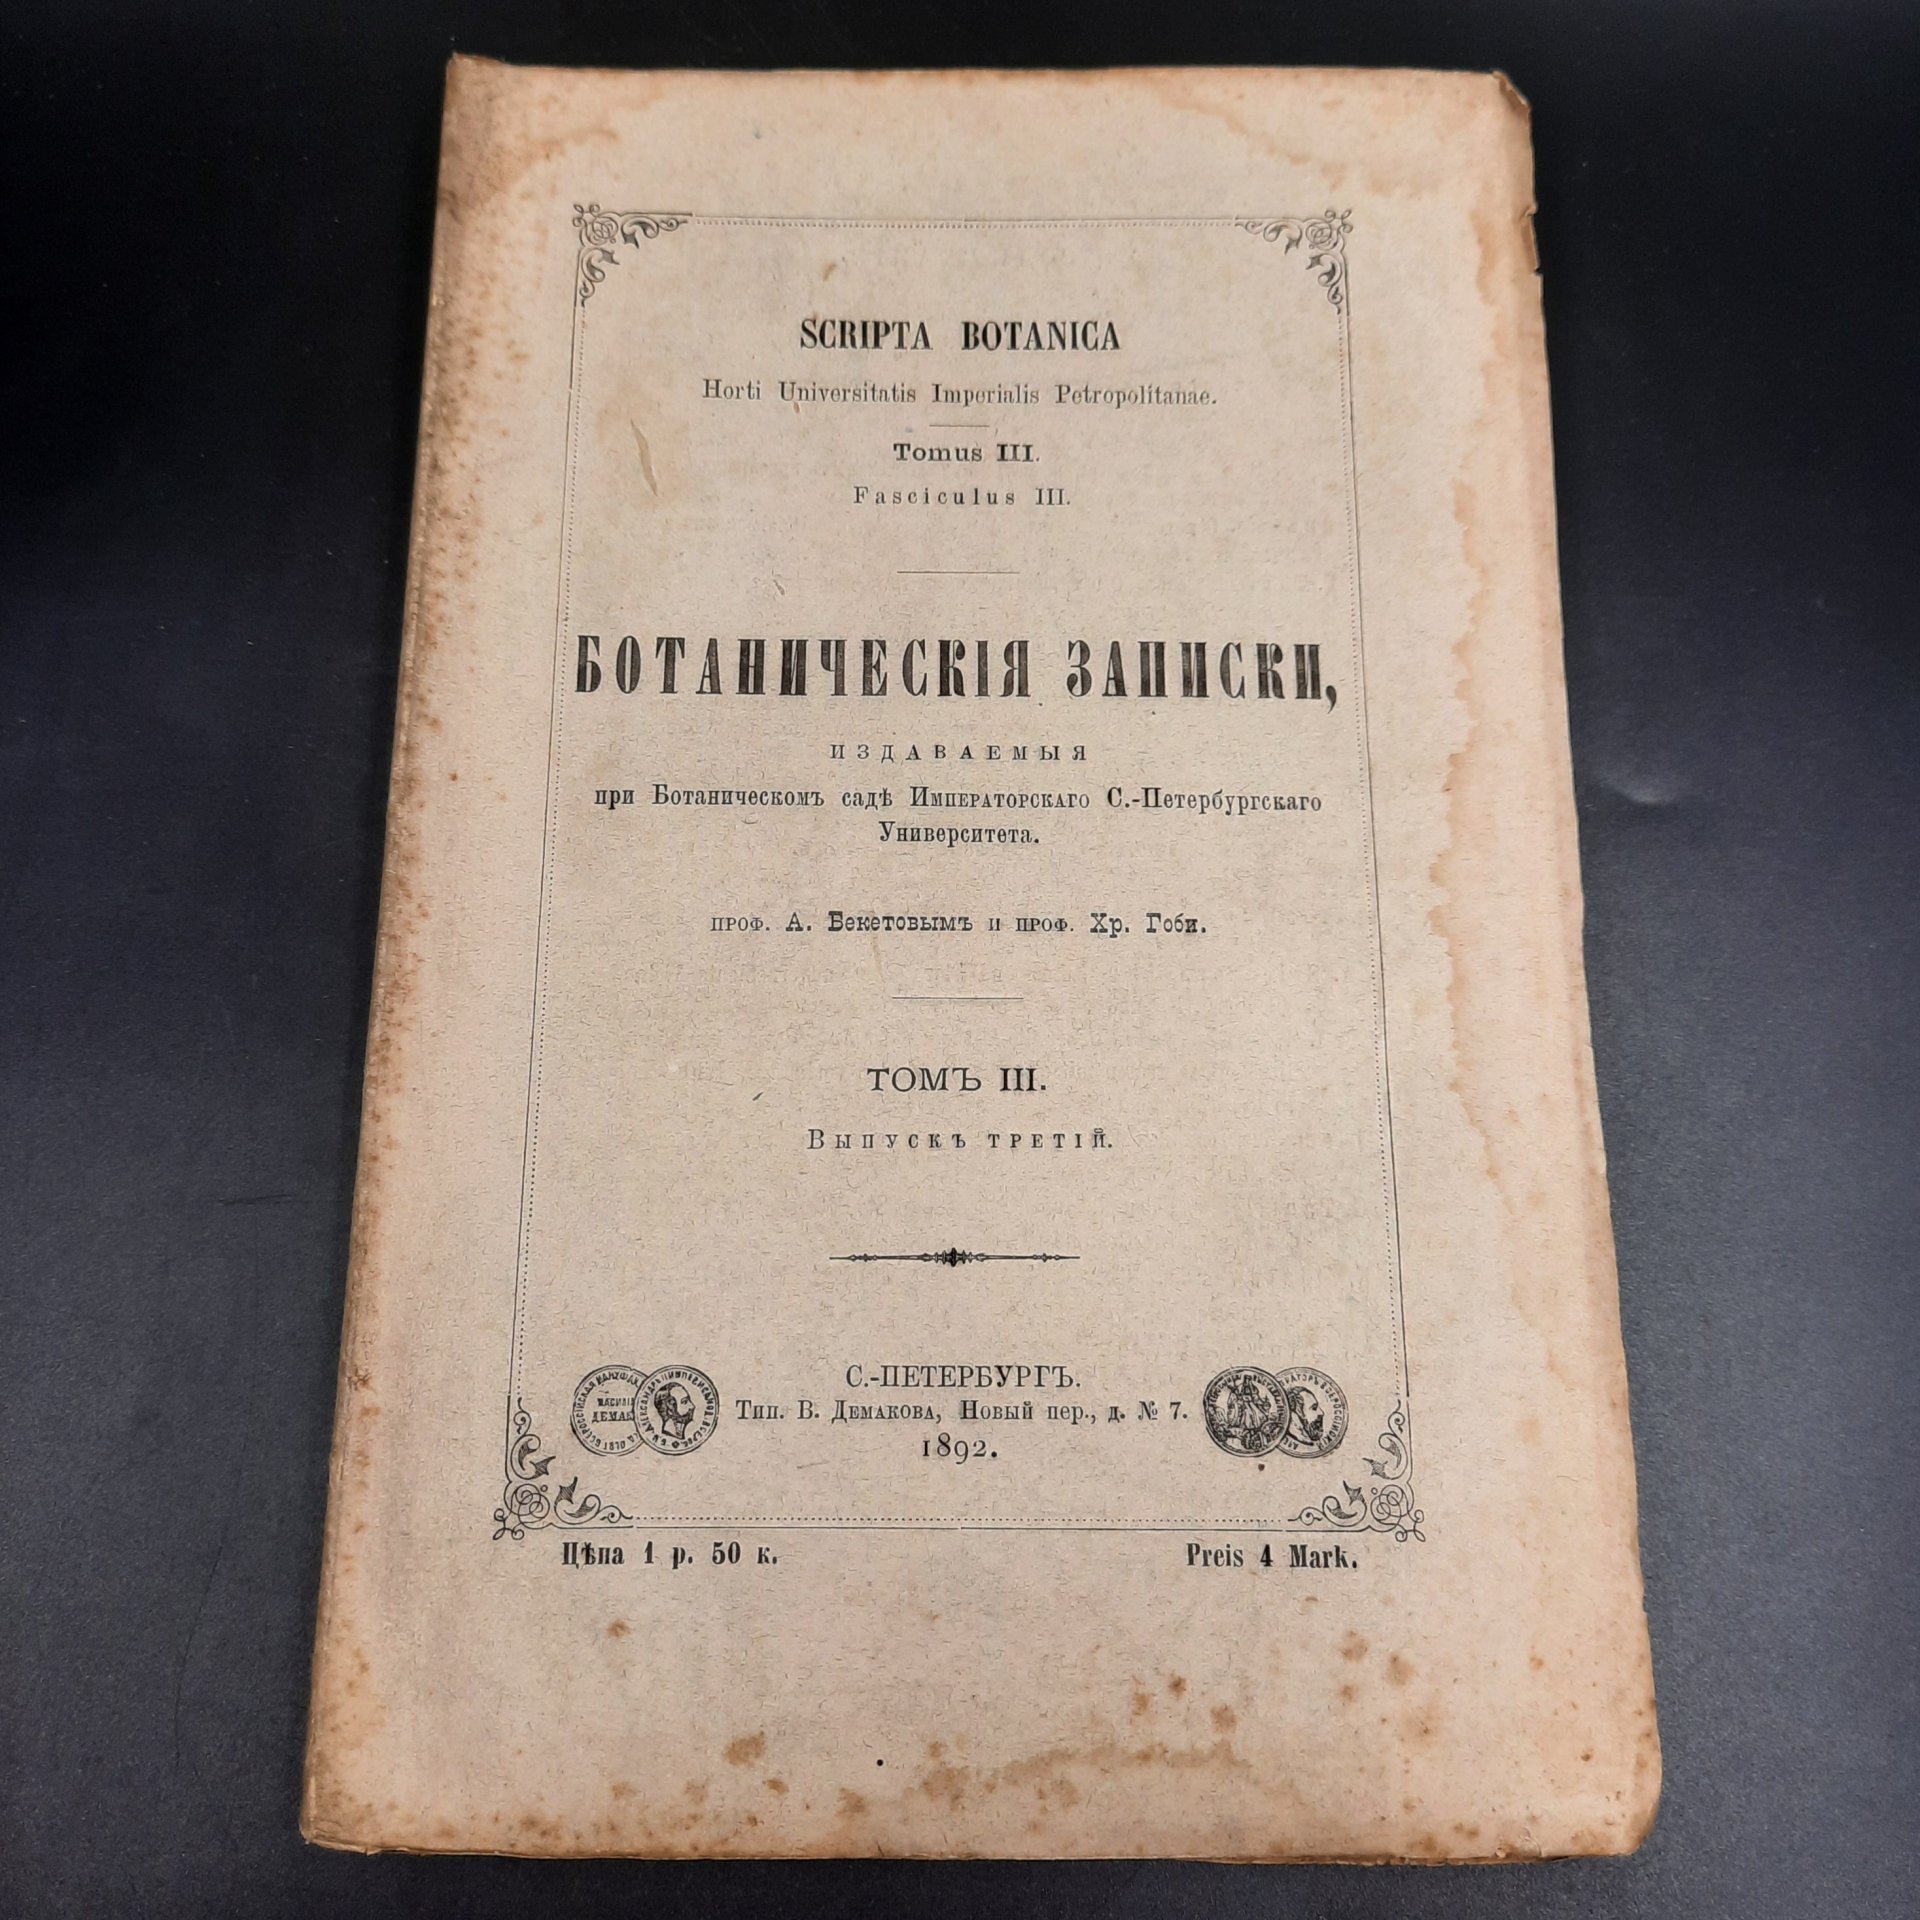 SCRIPTA BOTANICA
Horti Universitatis Imperialis Petropolitanae.
Tomus III.
Fasciculus III.
БОТАНИЧЕСКІЯ ЗАПИСКИ,
ИЗДАВАЕМЫЯ
при Ботаническомъ садѣ Императорскаго С.-Петербургскаго
Университета.
ПРОФ. А. Бекетовымъ и ПРОФ. Хр. Гоби.
ТОМЪ III.
Выпускъ третій.
С.-ПЕТЕРБУРГЪ.
Тип. В. Демакова, Новый пер., д. № 7.
1892.
Цѣна 1 р. 50 к.
Preis 4 Mark.